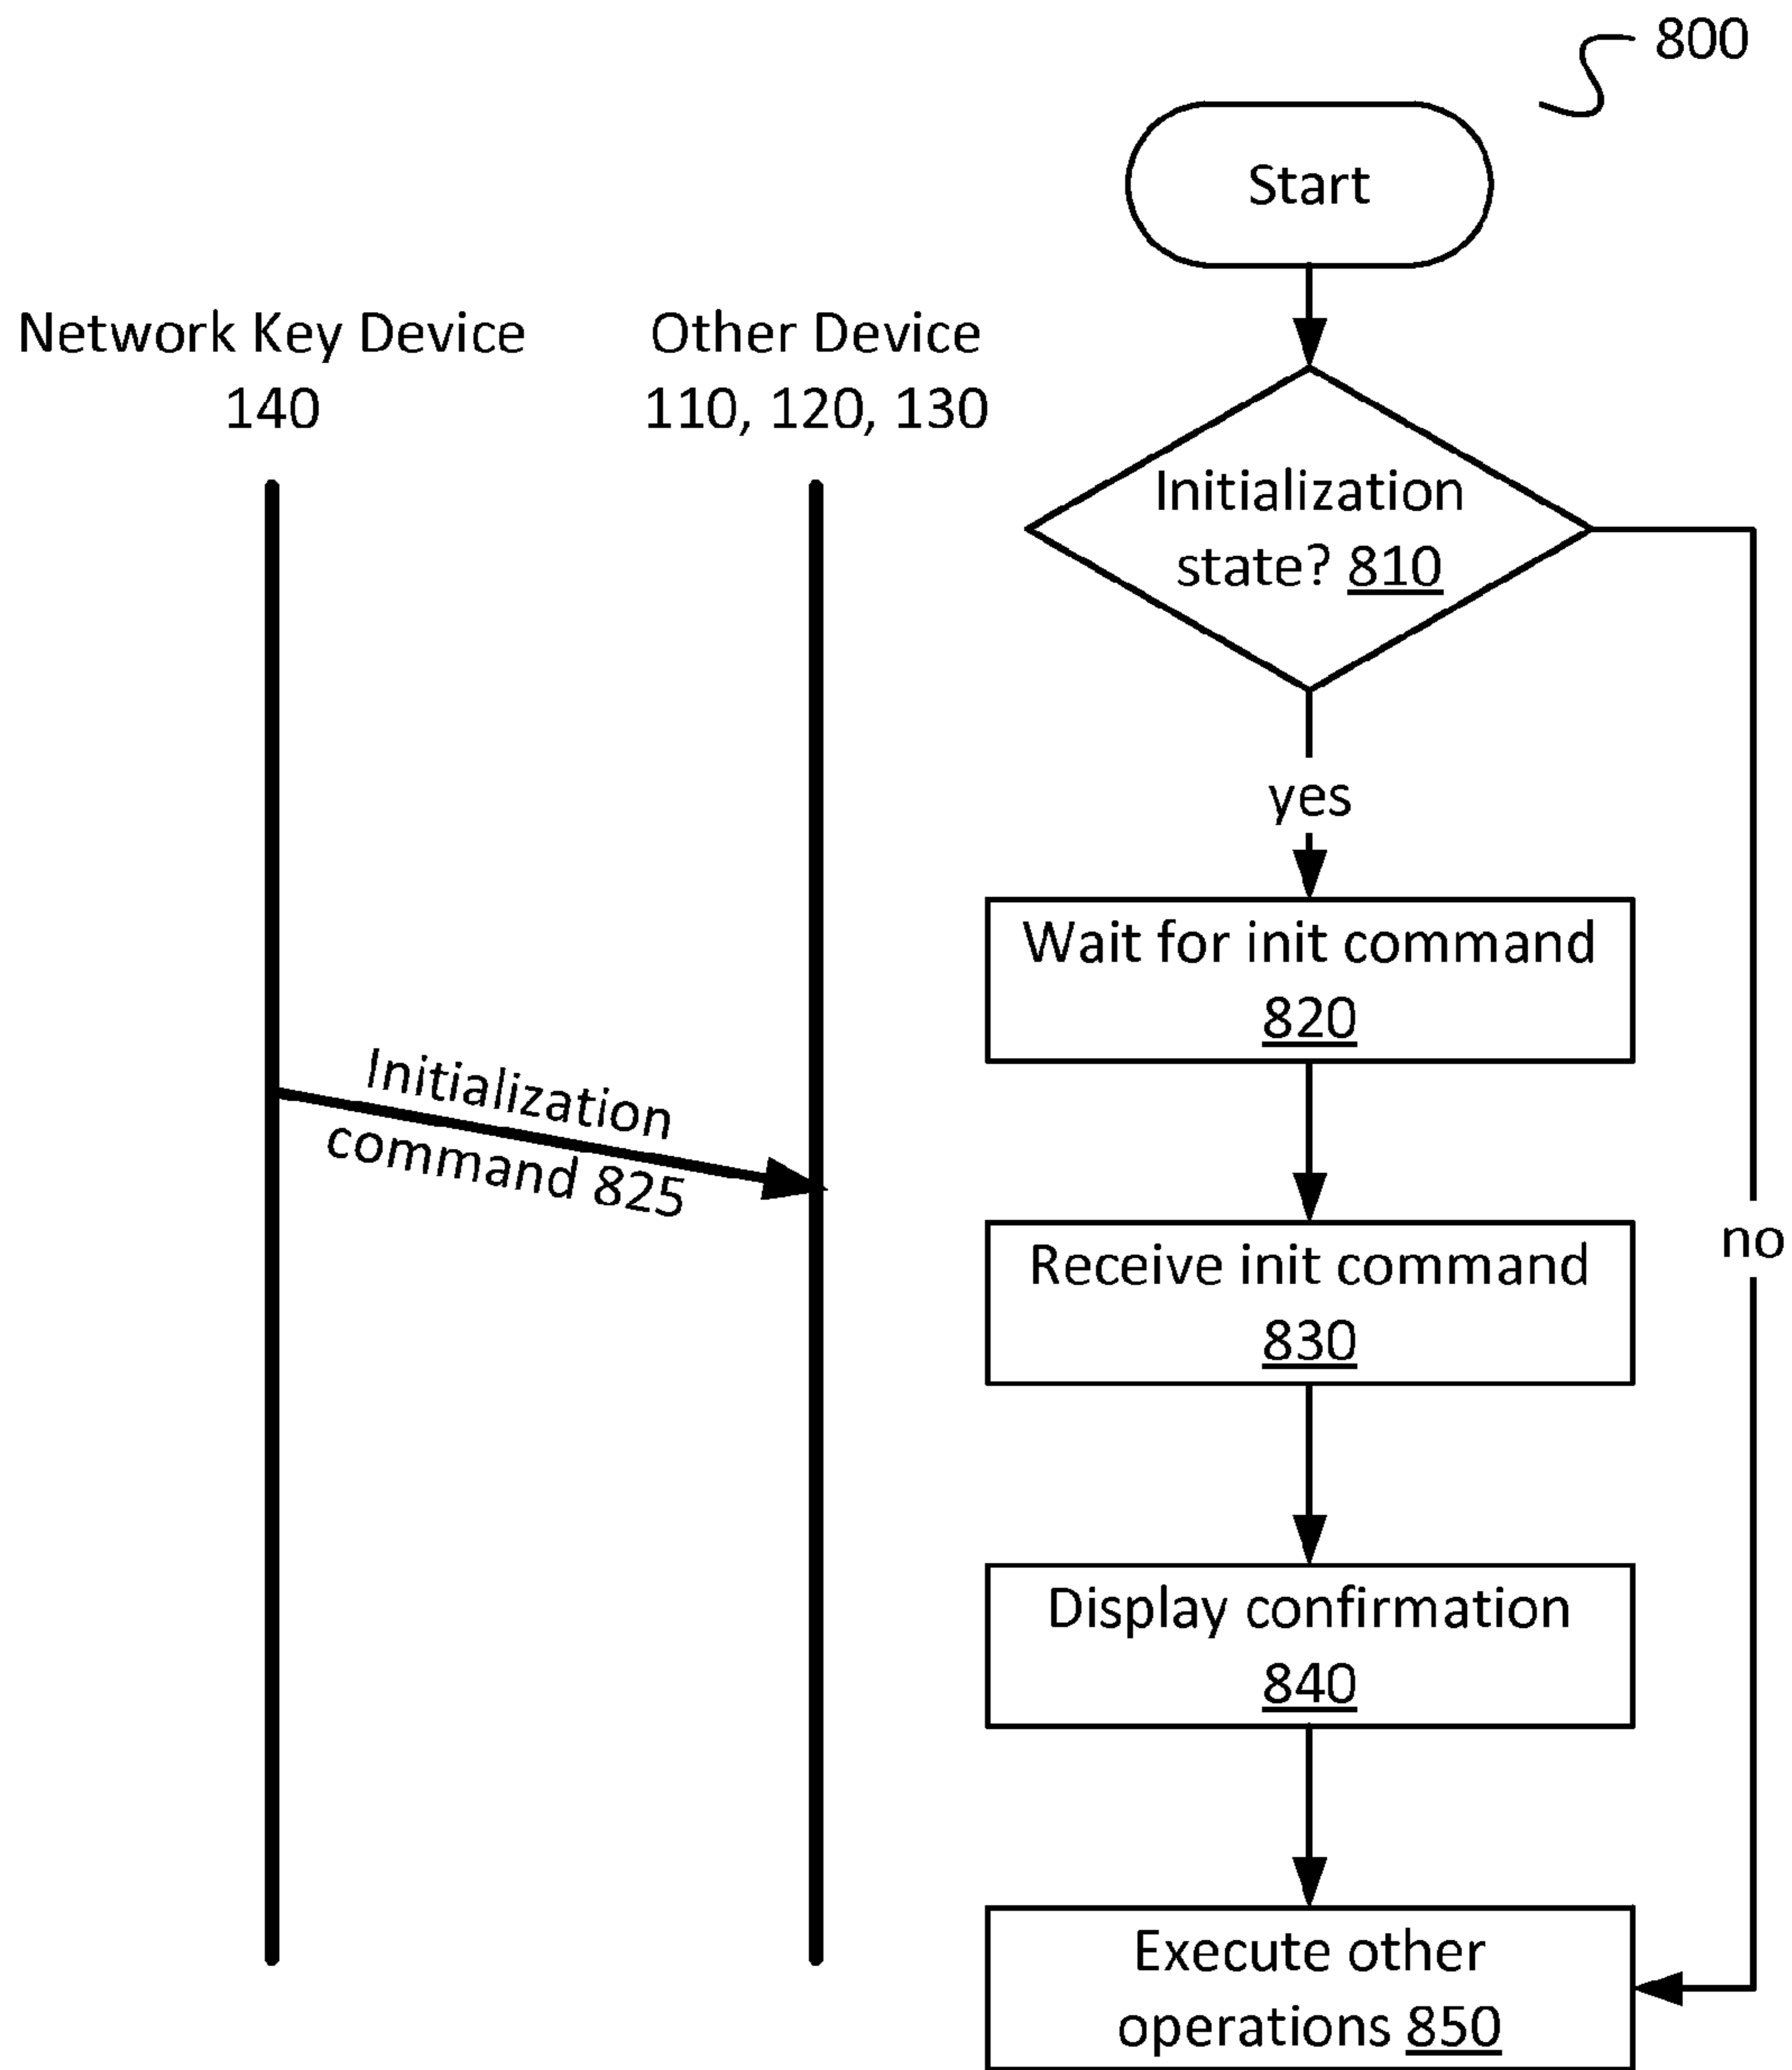 800
Start
Network Key Device
140
Other Device
110, 120, 130
Initialization
state? 810
yes
Wait for init command
820
Initialization
command 825
Receive init command
830
no
Display confirmation
840
Execute other
operations 850